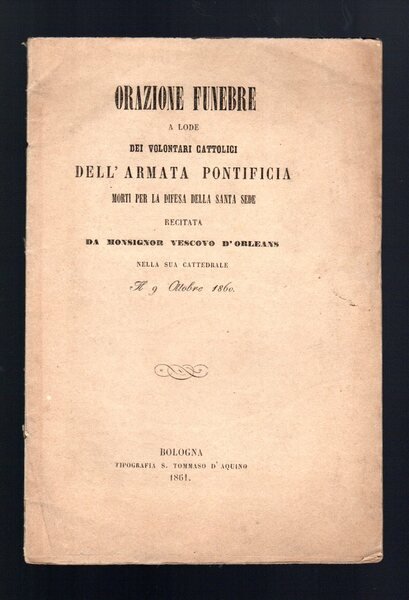 ORAZIONE FUNEBRE
A LODE
DEI VOLONTARI CATTOLICI
DELL' ARMATA PONTIFICIA
MORTI PER LA DIFESA DELLA SANTA SEDE
RECITATA
DA MONSIGNOR VESCOVO D'ORLEANS
NELLA SUA CATTEDRALE
Il 9 Ottobre 1860.
BOLOGNA
TIPOGRAFIA S. TOMMASO D' AQUINO
1861.